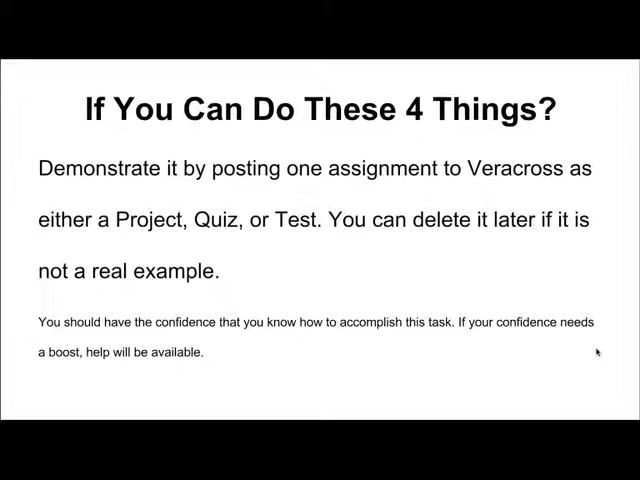 If You Can Do These 4 Things?
Demonstrate it by posting one assignment to Veracross as
either a Project, Quiz, or Test. You can delete it later if it is
not a real example.
You should have the confidence that you know how to accomplish this task. If your confidence needs
a boost, help will be available.